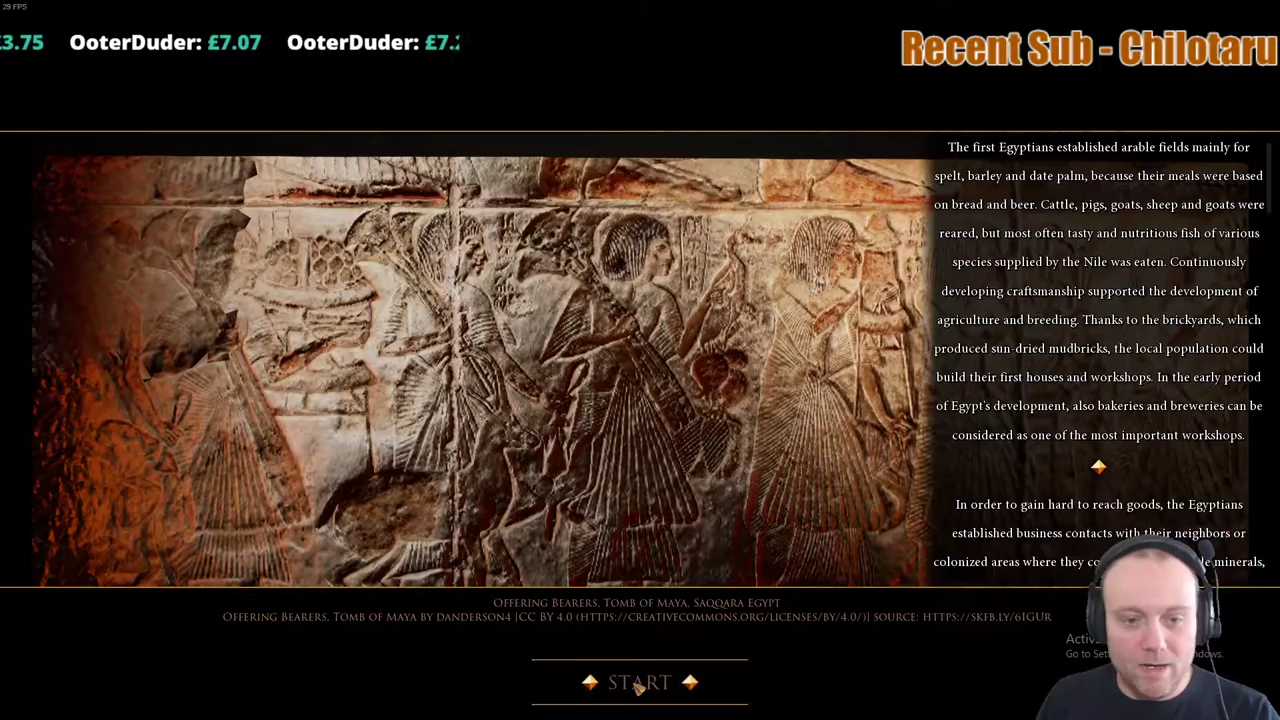 29 FPS
£3.75 OoterDuder: £7.07 OoterDuder: £7.
Recent Sub - Chilotaru
The first Egyptians established arable fields mainly for
spelt, barley and date palm, because their meals were based
on bread and beer. Cattle, pigs, goats, sheep and goats were
reared, but most often tasty and nutritious fish of various
species supplied by the Nile was eaten. Continuously
developing craftsmanship supported the development of
agriculture and breeding. Thanks to the brickyards, which
produced sun-dried mudbricks, the local population could
build their first houses and workshops. In the early period
of Egypt's development, also bakeries and breweries can be
considered as one of the most important workshops.
In order to gain hard to reach goods, the Egyptians
established business contacts with their neighbors or
colonized areas where they minerals,
Offering Bearers, Tomb of Maya, Saqqara Egypt
Offering Bearers, Tomb of Maya by danderson4 [CC BY 4.0 (https://creativecommons.org/licenses/by/4.0/)] source: https://skfb.ly/6IGUr
Go to
START